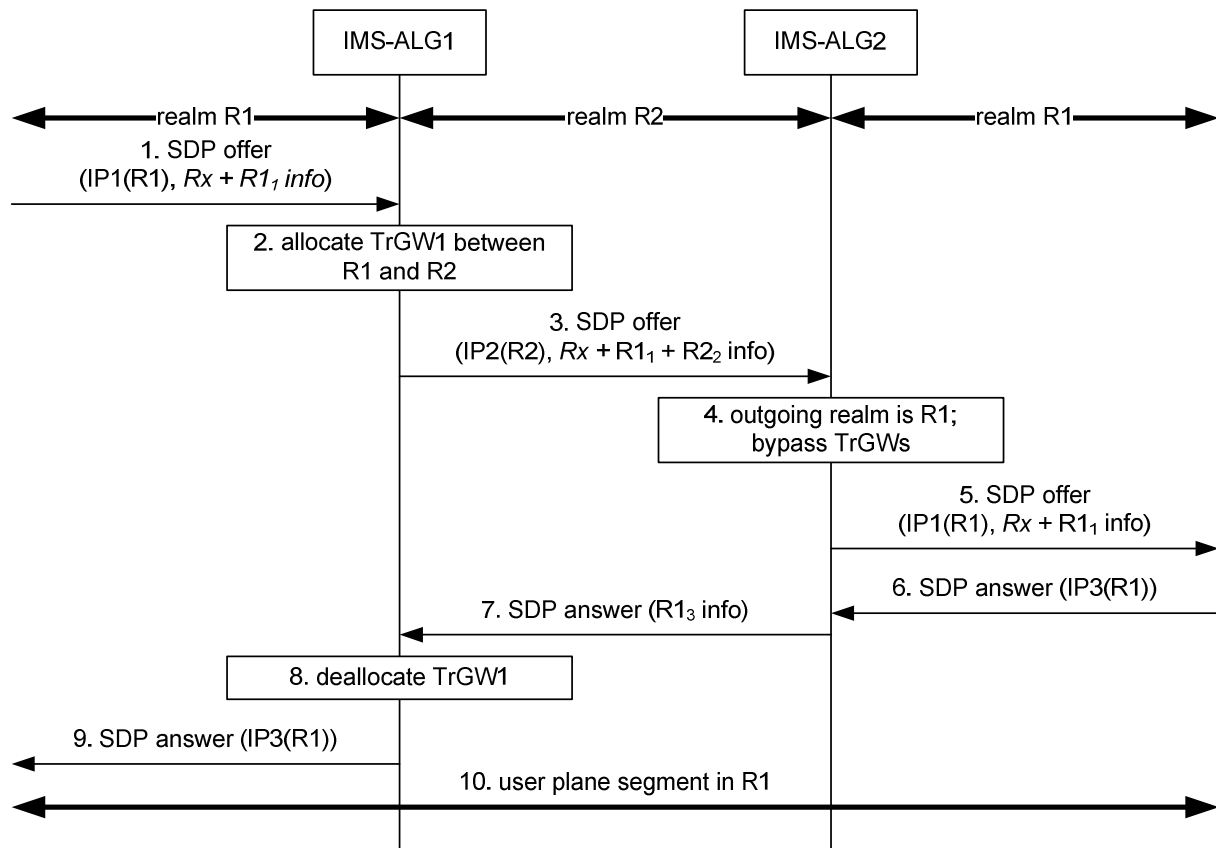 IMS-ALG1
IMS-ALG2
realm R1
realm R2
realm R1
1. SDP offer
(IP1(R1), Rx + R1₁ info)
2. allocate TrGW1 between
R1 and R2
3. SDP offer
(IP2(R2), Rx + R1₁ + R2₂ info)
4. outgoing realm is R1;
bypass TrGWs
5. SDP offer
(IP1(R1), Rx + R1₁ info)
6. SDP answer (IP3(R1))
7. SDP answer (R1₃ info)
8. deallocate TrGW1
9. SDP answer (IP3(R1))
10. user plane segment in R1